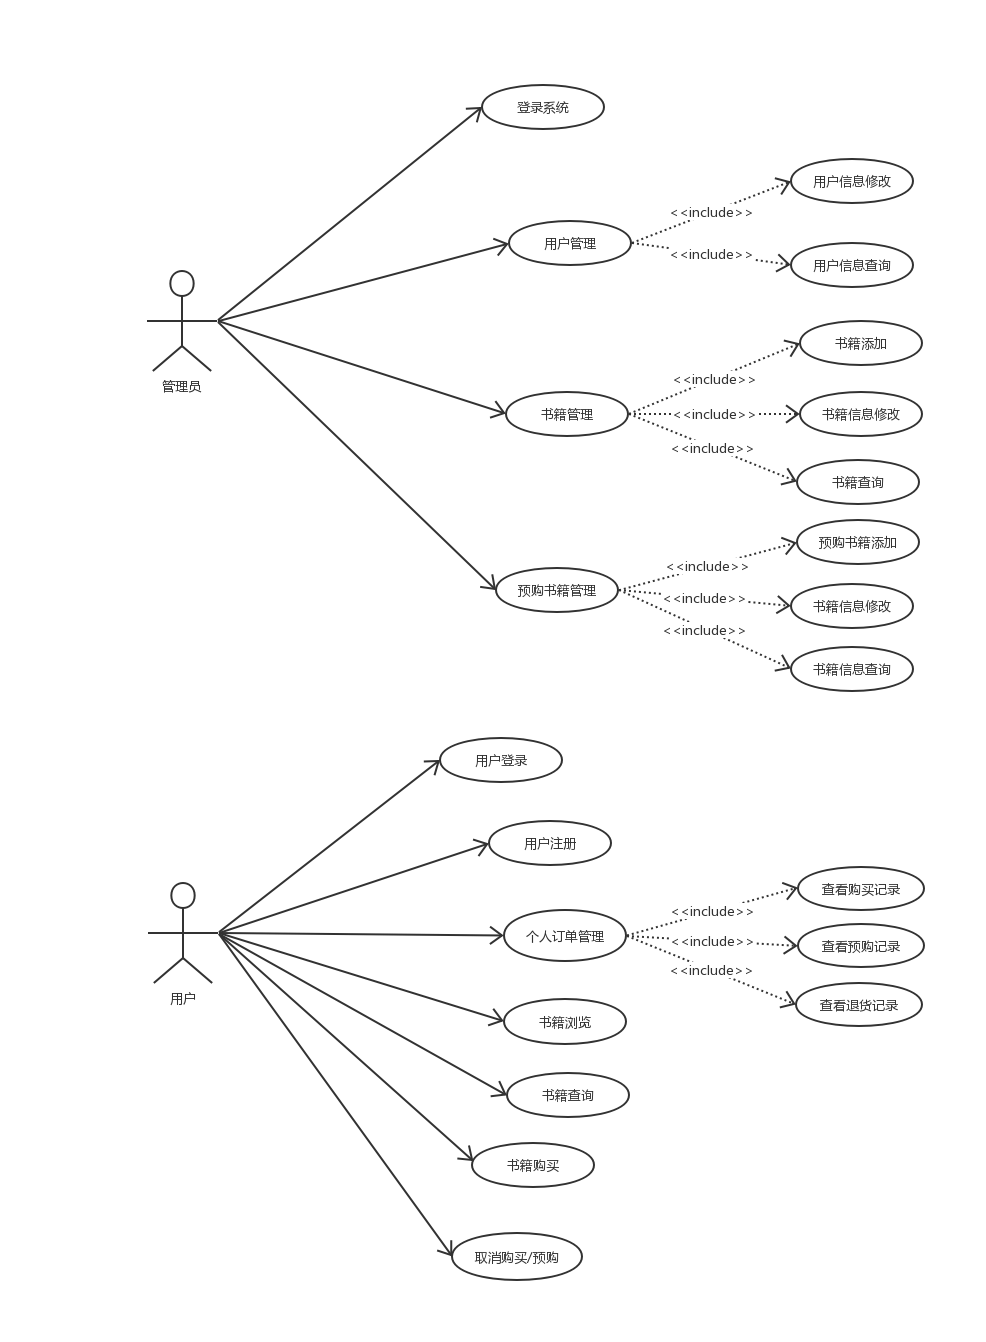 登录系统
用户信息修改
<<include>>
用户管理
<<include>>
用户信息查询
管理员
书籍添加
<<include>>
书籍管理
<<include>>
书籍信息修改
<<include>>
书籍查询
预购书籍添加
<<include>>
预购书籍管理
<<include>>
书籍信息修改
<<include>>
书籍信息查询
用户登录
用户注册
查看购买记录
<<include>>
个人订单管理
<<include>>
查看预购记录
<<include>>
查看退货记录
用户
书籍浏览
书籍查询
书籍购买
取消购买/预购